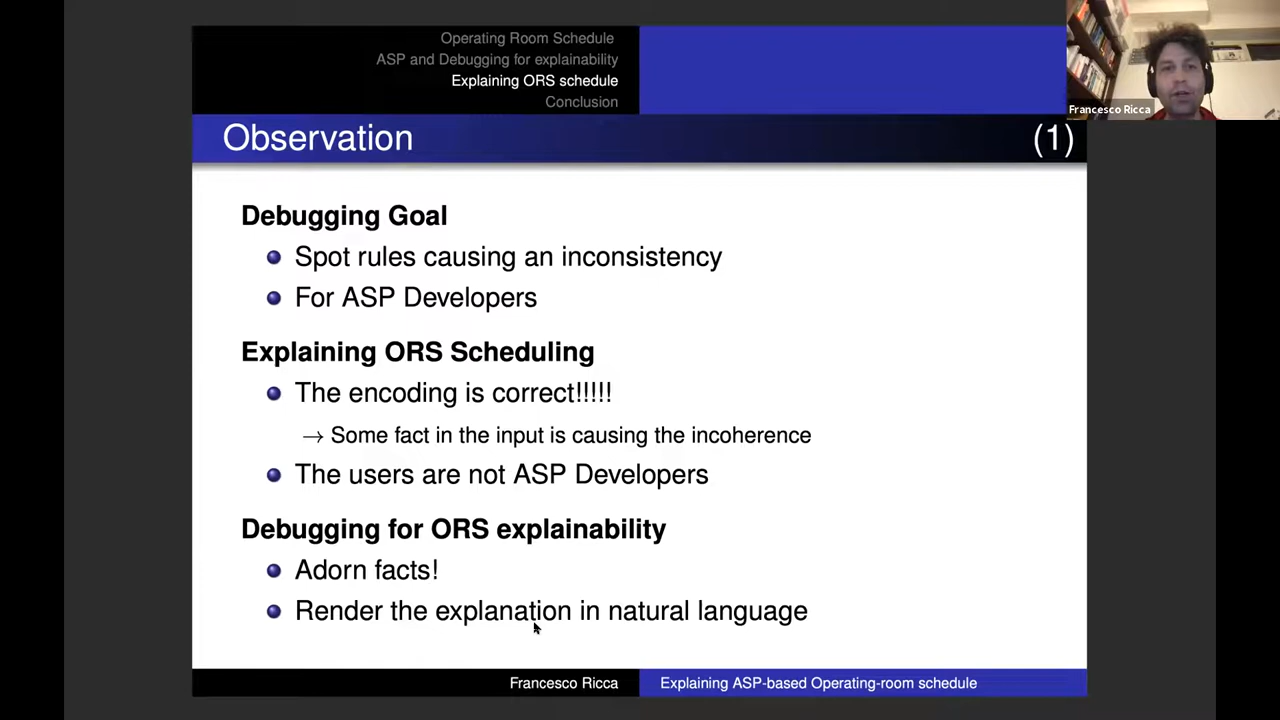 Operating Room Schedule
ASP and Debugging for explainability
Explaining ORS schedule
Conclusion
Francesco Ricca
Observation (1)
Debugging Goal
Spot rules causing an inconsistency
For ASP Developers
Explaining ORS Scheduling
The encoding is correct!!!!!
→ Some fact in the input is causing the incoherence
The users are not ASP Developers
Debugging for ORS explainability
Adorn facts!
Render the explanation in natural language
Francesco Ricca Explaining ASP-based Operating-room schedule